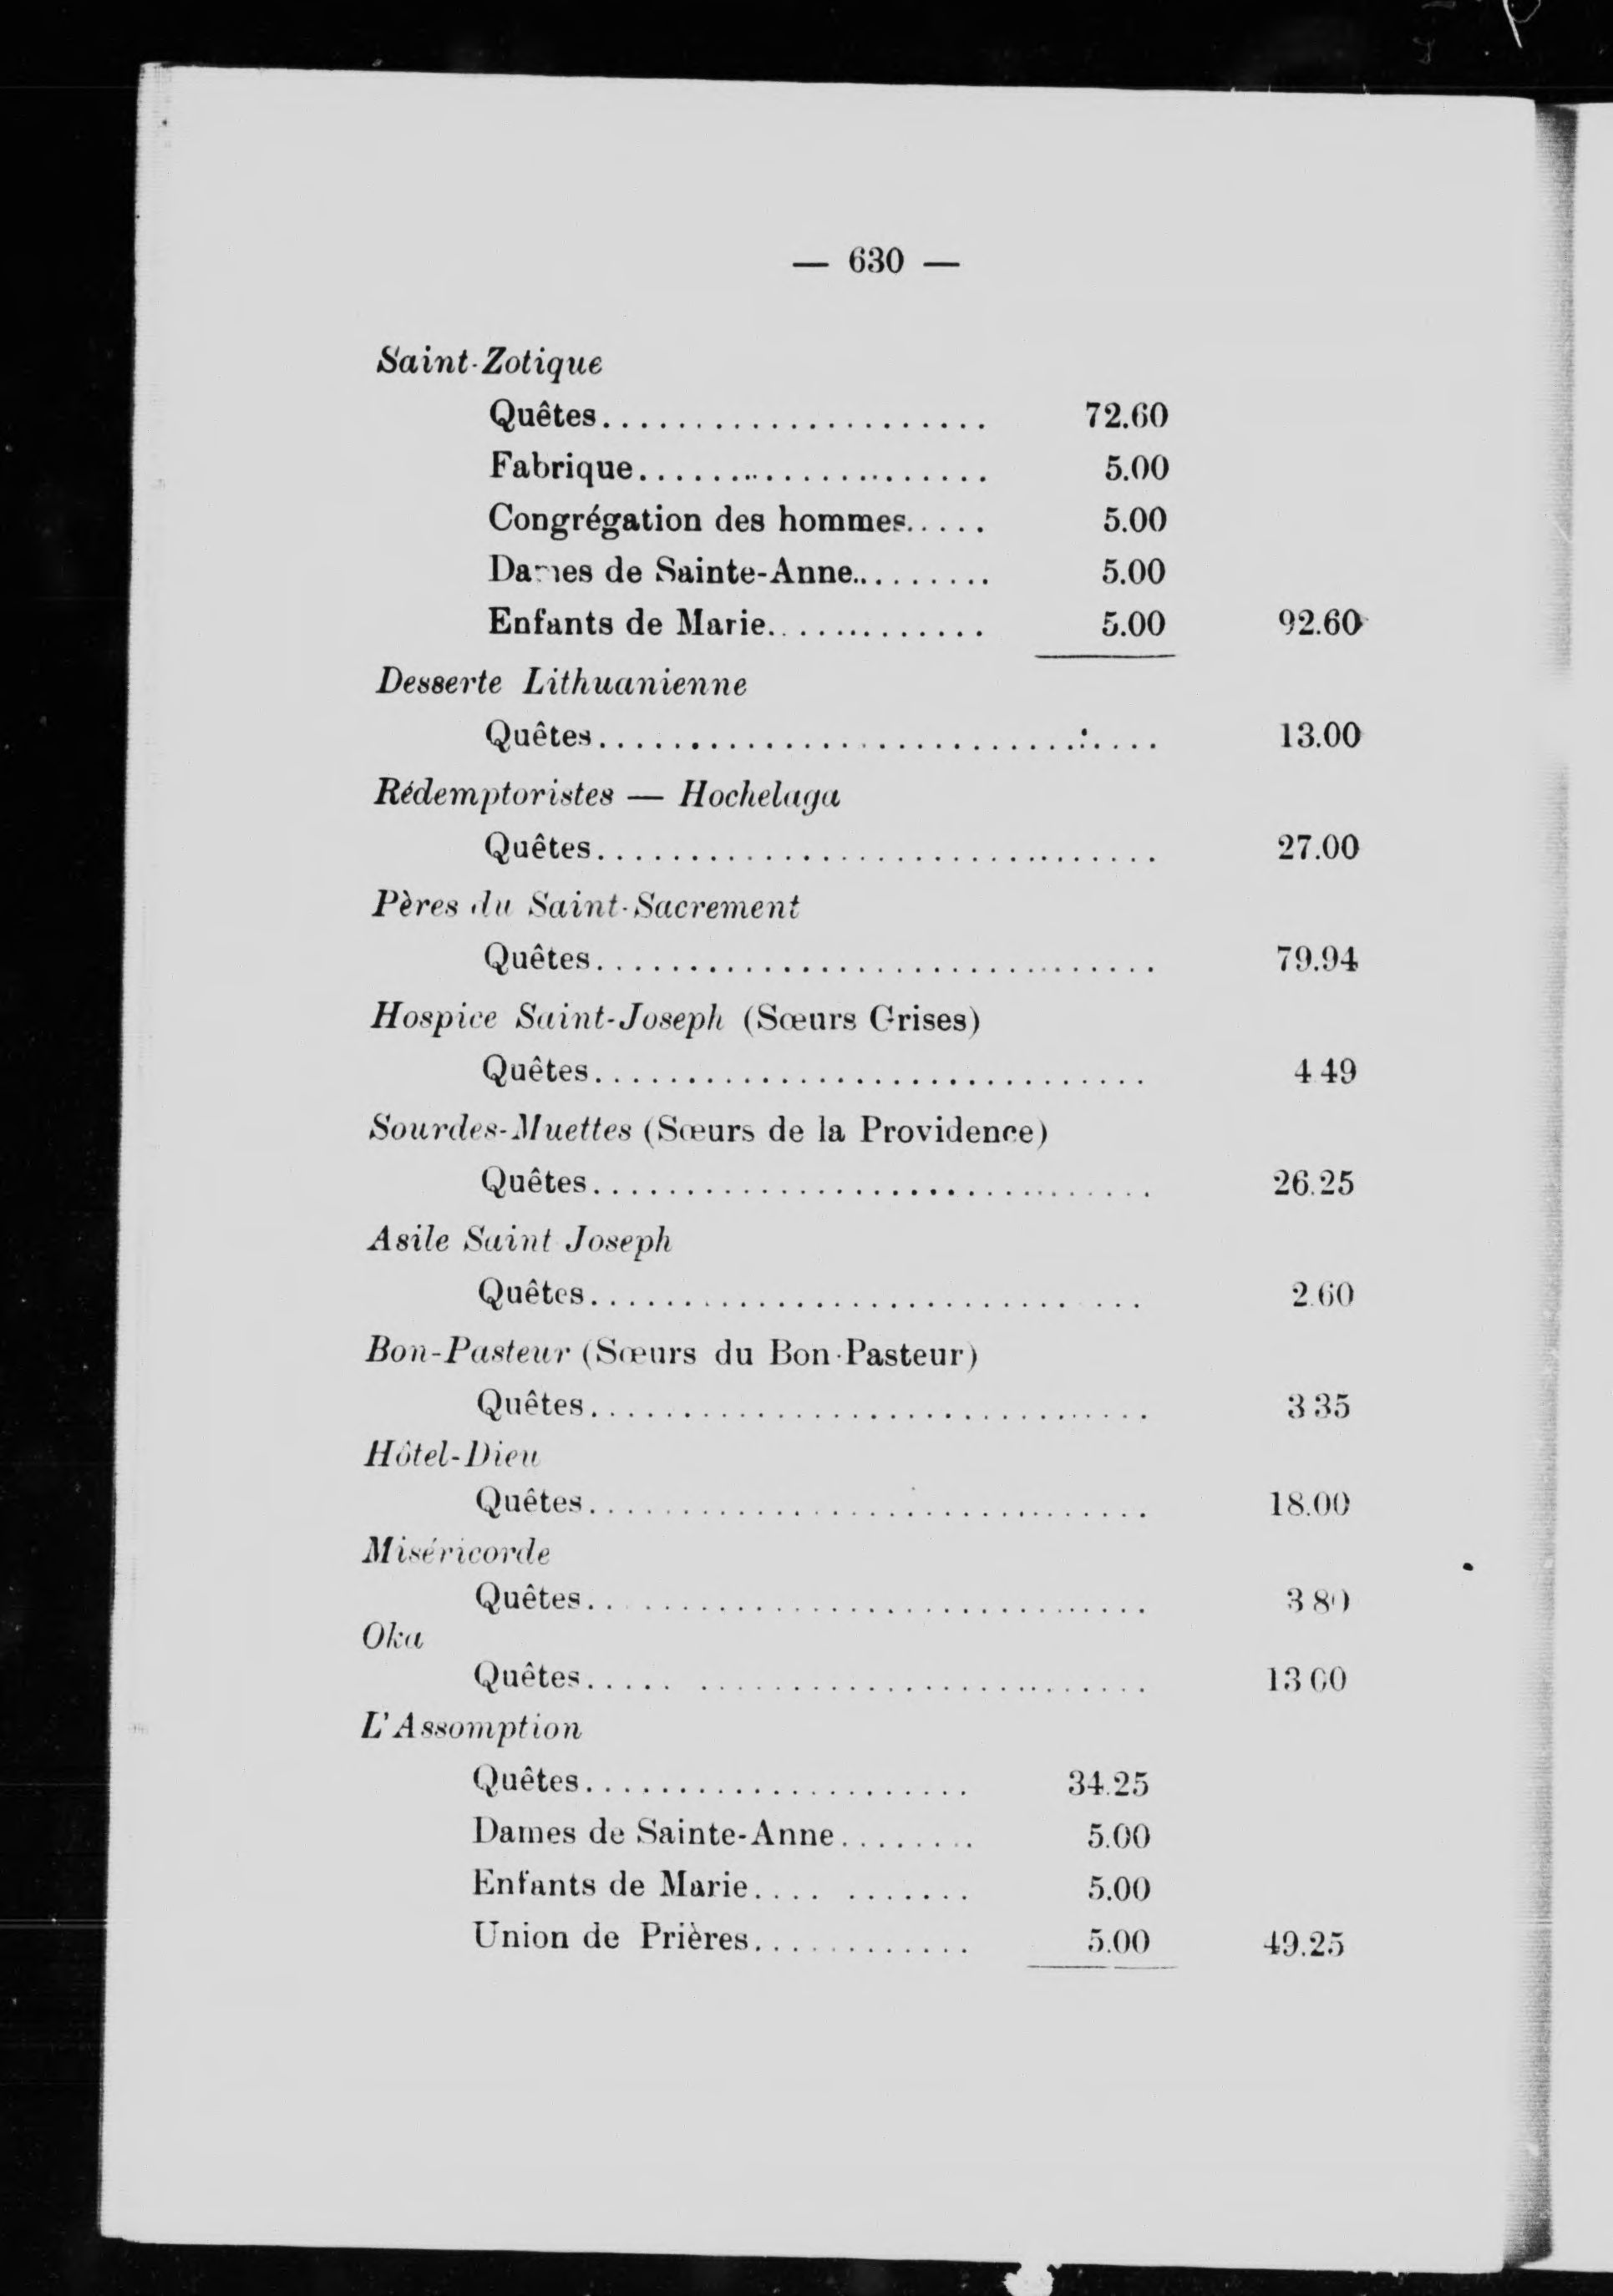 — 630 —
Saint-Zotique
Quêtes...................... 72.60
Fabrique.................... 5.00
Congrégation des hommes..... 5.00
Dames de Sainte-Anne......... 5.00
Enfants de Marie............. 5.00 92.60
Desserte Lithuanienne
Quêtes............................... 13.00
Rédemptoristes — Hochelaga
Quêtes............................... 27.00
Pères du Saint-Sacrement
Quêtes............................... 79.94
Hospice Saint-Joseph (Sœurs Grises)
Quêtes.............................. 4.49
Sourdes-Muettes (Sœurs de la Providence)
Quêtes............................... 26.25
Asile Saint Joseph
Quêtes............................. 2.60
Bon-Pasteur (Sœurs du Bon-Pasteur)
Quêtes............................... 3 35
Hôtel-Dieu
Quêtes............................... 18.00
Miséricorde
Quêtes.. ............................ 3 80
Oka
Quêtes..... ......................... 13 00
L'Assomption
Quêtes..................... 34.25
Dames de Sainte-Anne........ 5.00
Enfants de Marie.... ....... 5.00
Union de Prières............ 5.00 49.25